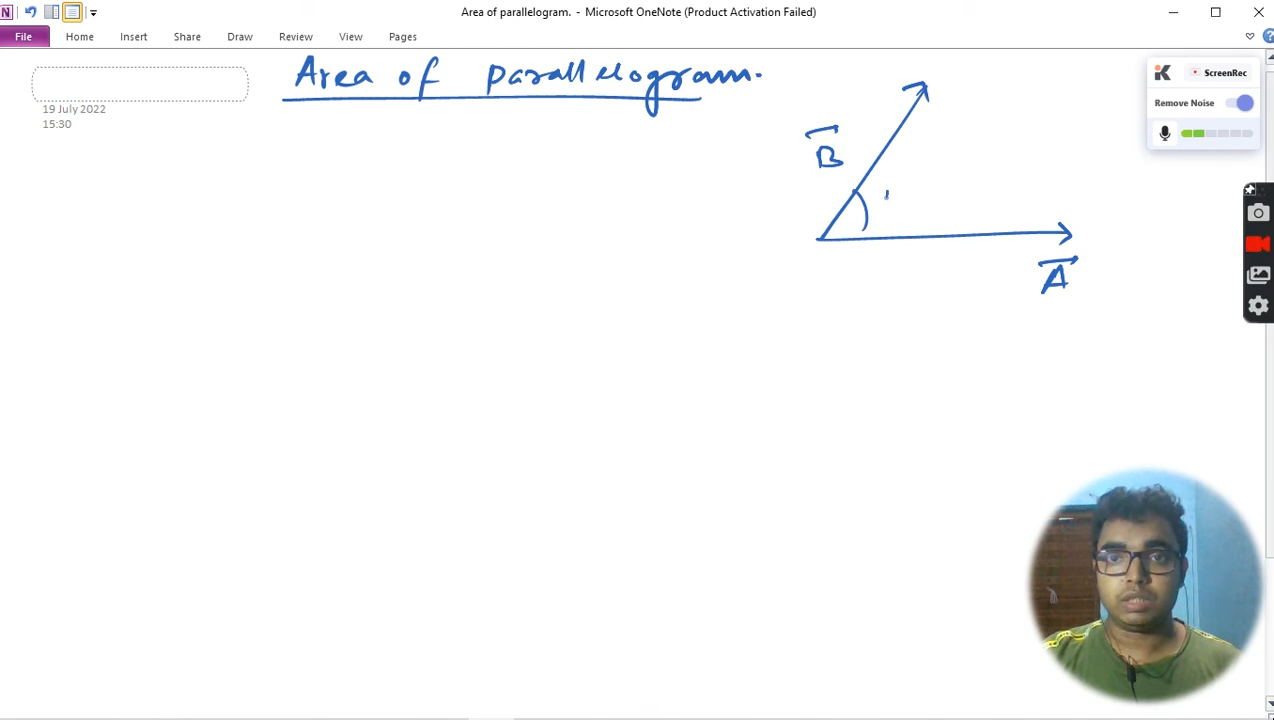 Area of parallelogram. - Microsoft OneNote (Product Activation Failed)
File Home Insert Share Draw Review View Pages
Area of parallelogram.
19 July 2022
15:30
ScreenRec
Remove Noise
B
A